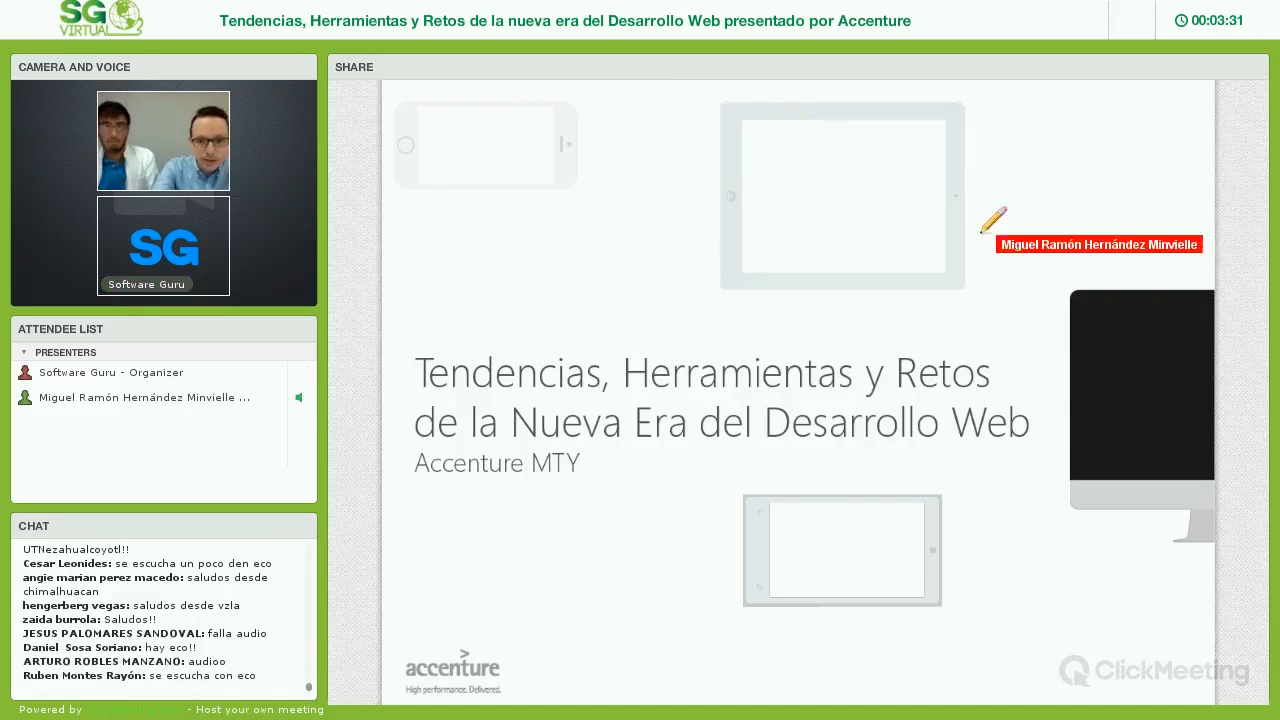 SG
VIRTUAL
Tendencias, Herramientas y Retos de la nueva era del Desarrollo Web presentado por Accenture
00:03:31
CAMERA AND VOICE
SG
Software Guru
ATTENDEE LIST
PRESENTERS
Software Guru - Organizer
Miguel Ramón Hernández Minvielle ...
CHAT
UTNezahualcoyotl!!
Cesar Leonides: se escucha un poco den eco
angie marian perez macedo: saludos desde
chimalhuacan
hengerberg vegas: saludos desde vzla
zaida burrola: Saludos!!
JESUS PALOMARES SANDOVAL: falla audio
Daniel Sosa Soriano: hay eco!!
ARTURO ROBLES MANZANO: audioo
Ruben Montes Rayón: se escucha con eco
Powered by - Host your own meeting
SHARE
Miguel Ramón Hernández Minvielle
Tendencias, Herramientas y Retos
de la Nueva Era del Desarrollo Web
Accenture MTY
accenture
High performance. Delivered.
ClickMeeting